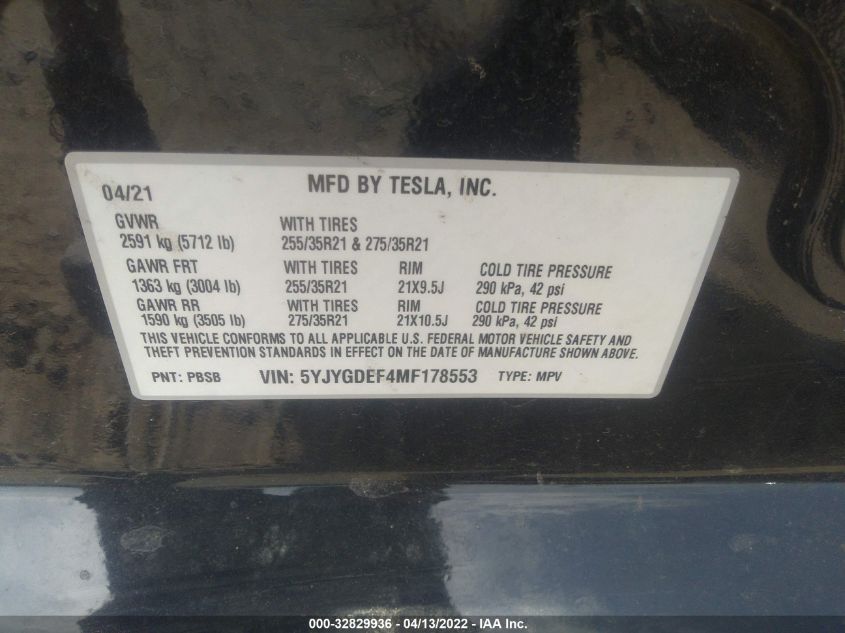 04/21 MFD BY TESLA, INC.
GVWR WITH TIRES
2591 kg (5712 lb) 255/35R21 & 275/35R21
GAWR FRT WITH TIRES RIM COLD TIRE PRESSURE
1363 kg (3004 lb) 255/35R21 21X9.5J 290 kPa, 42 psi
GAWR RR WITH TIRES RIM COLD TIRE PRESSURE
1590 kg (3505 lb) 275/35R21 21X10.5J 290 kPa, 42 psi
THIS VEHICLE CONFORMS TO ALL APPLICABLE U.S. FEDERAL MOTOR VEHICLE SAFETY AND
THEFT PREVENTION STANDARDS IN EFFECT ON THE DATE OF MANUFACTURE SHOWN ABOVE.
PNT: PBSB VIN: 5YJYGDEF4MF178553 TYPE: MPV
000-32829936 - 04/13/2022 - IAA Inc.